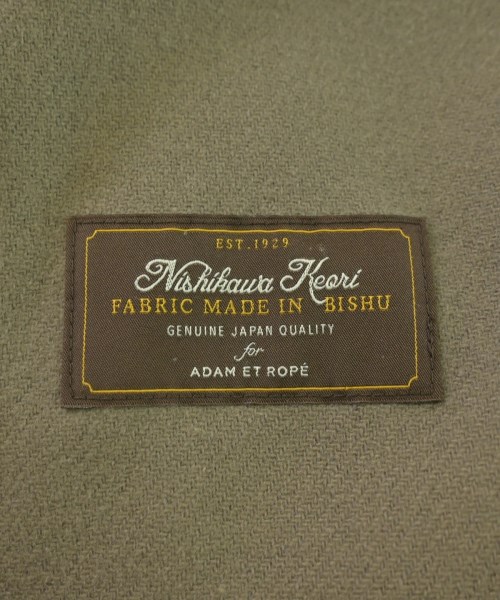 EST. 1929
Nishikawa Keori
FABRIC MADE IN BISHU
GENUINE JAPAN QUALITY
for
ADAM ET ROPÉ